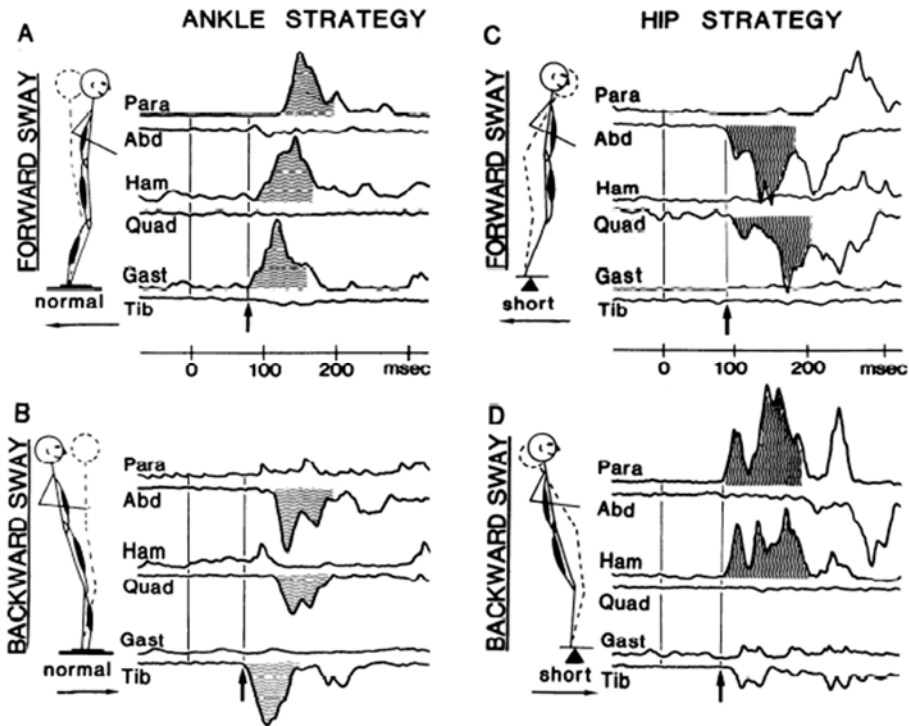 ANKLE STRATEGY
HIP STRATEGY
A
FORWARD SWAY
Para
Abd
Ham
Quad
Gast
Tib
normal
0 100 200 msec
C
FORWARD SWAY
Para
Abd
Ham
Quad
Gast
Tib
short
0 100 200 msec
B
BACKWARD SWAY
Para
Abd
Ham
Quad
Gast
Tib
normal
D
BACKWARD SWAY
Para
Abd
Ham
Quad
Gast
Tib
short